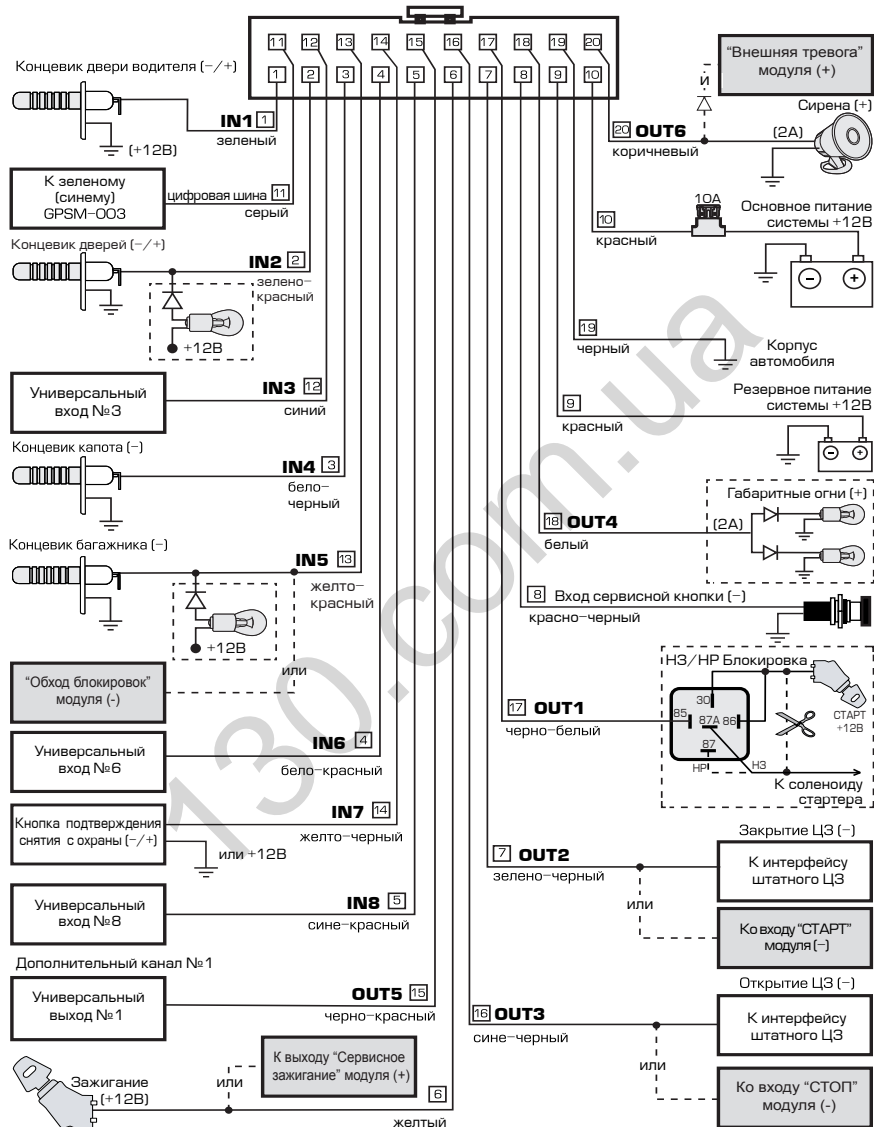 11 12 13 14 15 16 17 18 19 20
1 2 3 4 5 6 7 8 9 10
Концевик двери водителя (−/+)
IN1 1
зеленый
(+12В)
К зеленому
(синему)
GPSM-003
цифровая шина 11
серый
Концевик дверей (−/+)
IN2 2
зелено-
красный
+12В
Универсальный
вход №3
IN3 12
синий
Концевик капота (−)
IN4 3
бело-
черный
Концевик багажника (−)
IN5 13
желто-
красный
+12В
или
"Обход блокировок"
модуля (-)
Универсальный
вход №6
IN6 4
бело-красный
Кнопка подтверждения
снятия с охраны (−/+)
IN7 14
желто-черный
или +12В
Универсальный
вход №8
IN8 5
сине-красный
Дополнительный канал №1
Универсальный
выход №1
OUT5 15
черно-красный
К выходу "Сервисное
зажигание" модуля (+)
Зажигание
(+12В)
или
6
желтый
"Внешняя тревога"
модуля (+)
и
Сирена (+)
20 OUT6
(2А)
коричневый
10А
10
красный
Основное питание
системы +12В
19
черный
Корпус
автомобиля
Резервное питание
системы +12В
9
красный
Габаритные огни (+)
18 OUT4
(2А)
белый
8 Вход сервисной кнопки (−)
красно-черный
НЗ/НР Блокировка
17 OUT1
черно-белый
30
85
87А
86
87
НР
НЗ
СТАРТ
+12В
К соленоиду
стартера
Закрытие ЦЗ (−)
7 OUT2
зелено-черный
К интерфейсу
штатного ЦЗ
или
Ко входу "СТАРТ"
модуля (−)
Открытие ЦЗ (−)
16 OUT3
сине-черный
К интерфейсу
штатного ЦЗ
или
Ко входу "СТОП"
модуля (-)
130.com.ua